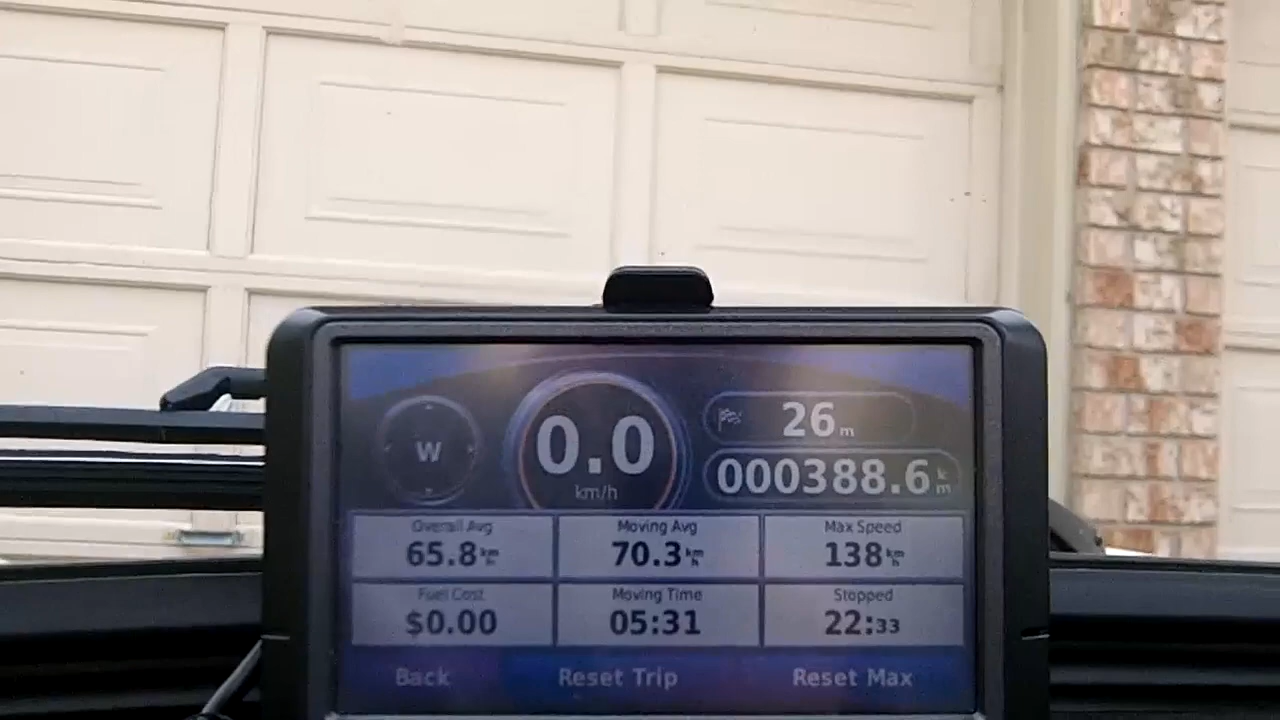 W
0.0
km/h
26 m
000388.6 km
Overall Avg Moving Avg Max Speed
65.8 km/h 70.3 km/h 138 km/h
Fuel Cost Moving Time Stopped
$0.00 05:31 22:33
Back Reset Trip Reset Max